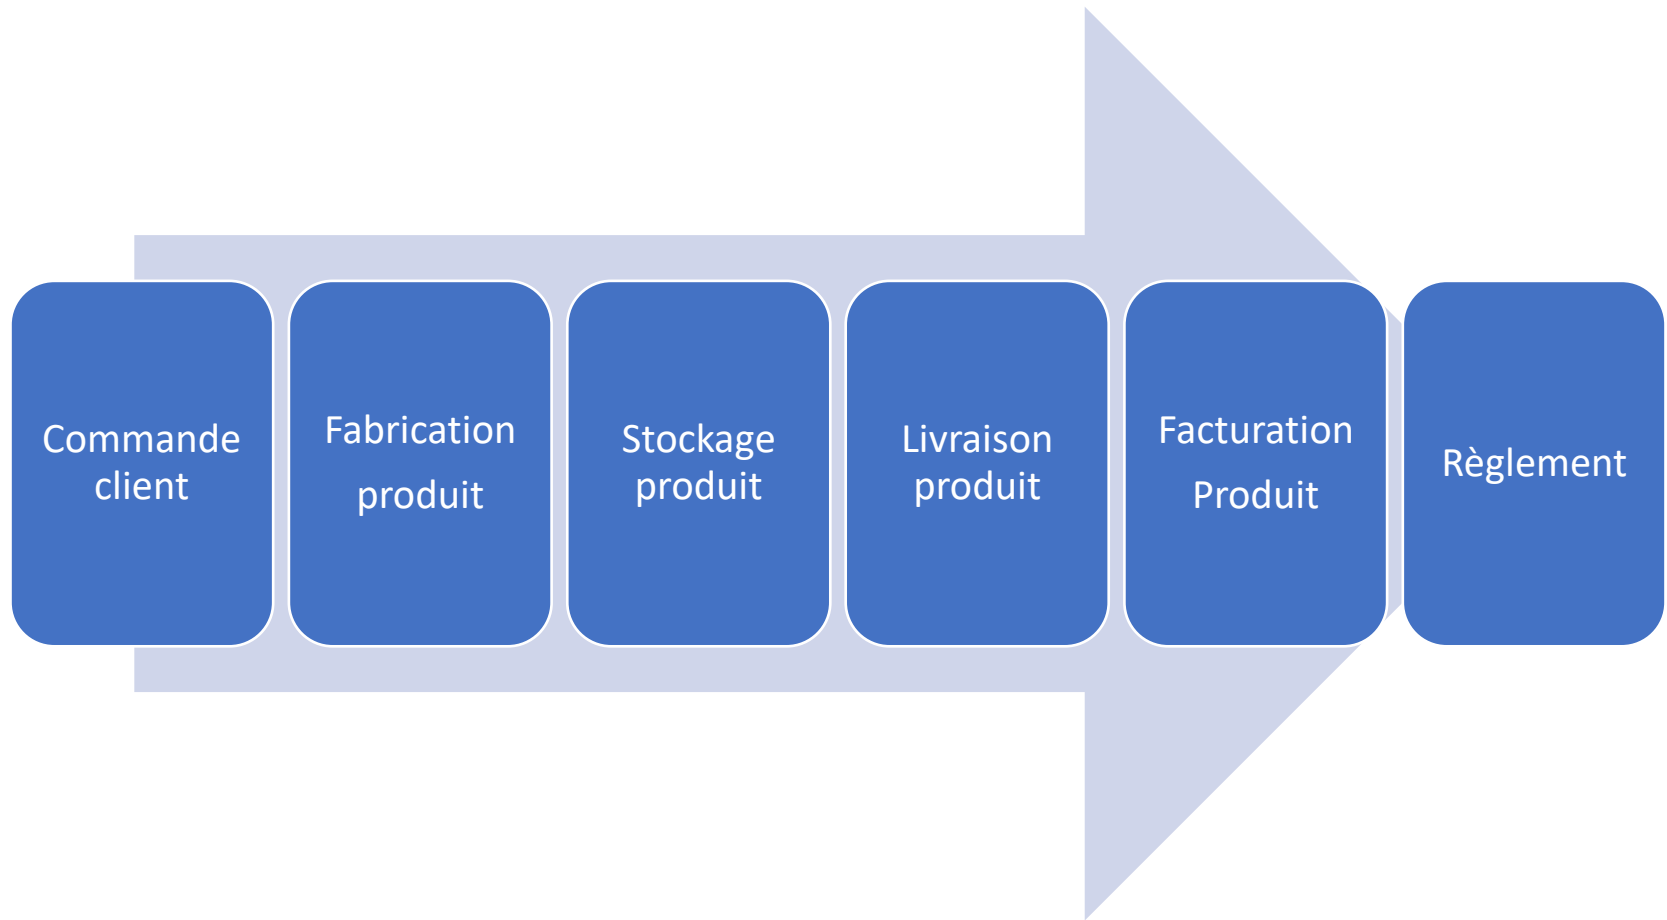 Commande
client
Fabrication
produit
Stockage
produit
Livraison
produit
Facturation
Produit
Règlement